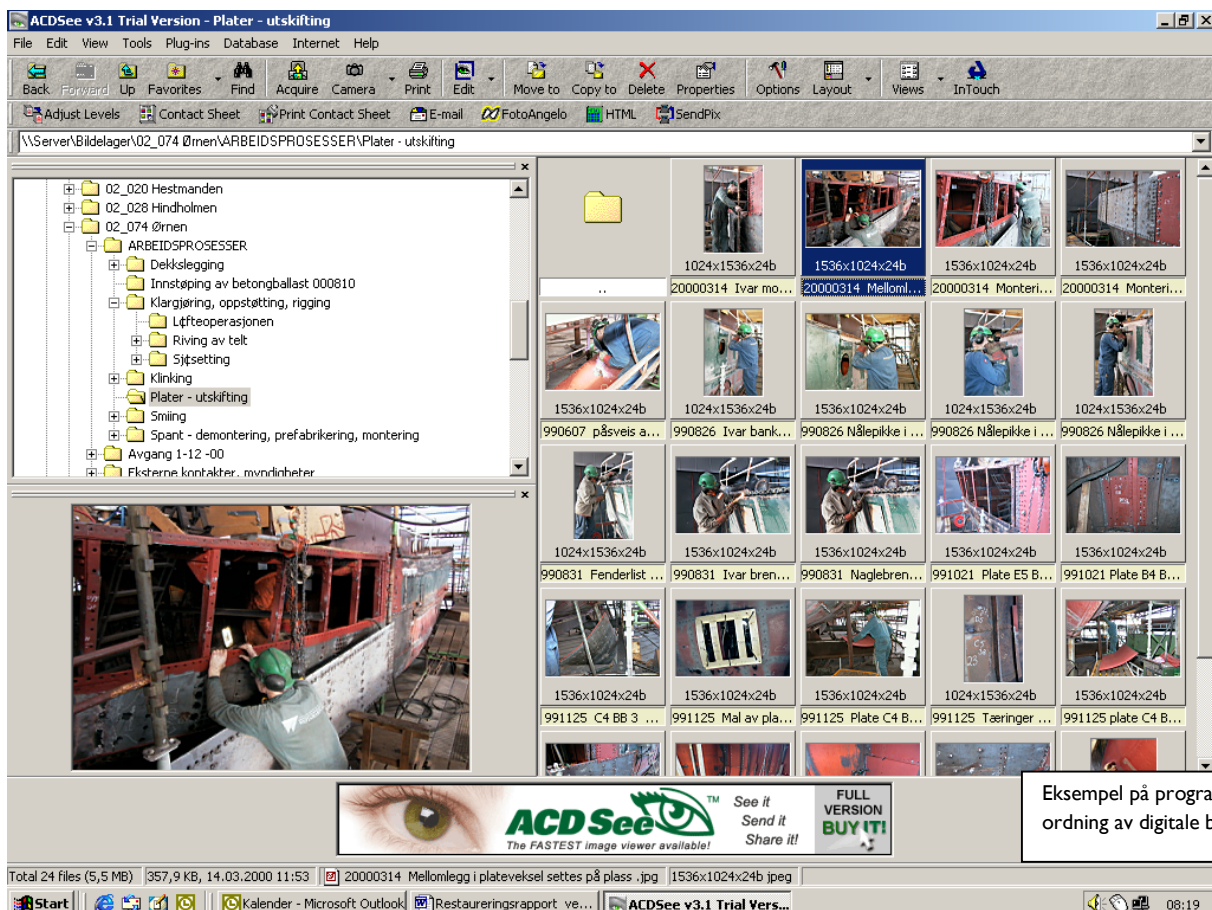 ACDSee v3.1 Trial Version - Plater - utskifting
File Edit View Tools Plug-ins Database Internet Help
Back Forward Up Favorites Find Acquire Camera Print Edit Move to Copy to Delete Properties Options Layout Views InTouch
Adjust Levels Contact Sheet Print Contact Sheet E-mail FotoAngelo HTML SendPix
\\Server\Bildelager\02_074 Ørnen\ARBEIDSPROSESSER\Plater - utskifting
02_020 Hestmanden
02_028 Hindholmen
02_074 Ørnen
ARBEIDSPROSESSER
Dekkslegging
Innstøping av betongballast 000810
Klargjøring, oppstøtting, rigging
L¢fteoperasjonen
Riving av telt
Sj¢setting
Klinking
Plater - utskifting
Smiing
Spant - demontering, prefabrikering, montering
Avgang 1-12 -00
Eksterne kontakter, myndigheter
1024x1536x24b 1536x1024x24b 1536x1024x24b 1536x1024x24b
.. 20000314 Ivar mo... 20000314 Melloml... 20000314 Monteri... 20000314 Monteri...
1536x1024x24b 1024x1536x24b 1536x1024x24b 1024x1536x24b 1024x1536x24b
990607 påsveis a... 990826 Ivar bank... 990826 Nålepikke i ... 990826 Nålepikke i ... 990826 Nålepikke i ...
1024x1536x24b 1536x1024x24b 1536x1024x24b 1536x1024x24b 1536x1024x24b
990831 Fenderlist ... 990831 Ivar bren... 990831 Naglebren... 991021 Plate E5 B... 991021 Plate B4 B...
1536x1024x24b 1536x1024x24b 1536x1024x24b 1024x1536x24b 1536x1024x24b
991125 C4 BB 3 ... 991125 Mal av pla... 991125 Plate C4 B... 991125 Tæringer ... 991125 plate C4 B...
ACDSee™
The FASTEST image viewer available!
See it
Send it
Share it!
FULL
VERSION
BUY IT!
Eksempel på progra
ordning av digitale b
Total 24 files (5,5 MB) 357,9 KB, 14.03.2000 11:53 20000314 Mellomlegg i plateveksel settes på plass .jpg 1536x1024x24b jpeg
Start Kalender - Microsoft Outlook Restaureringsrapport ve... ACDSee v3.1 Trial Vers... 08:19